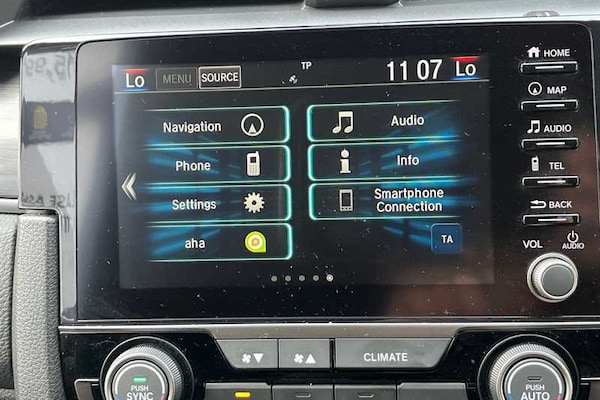 Lo MENU SOURCE TP 11 07 Lo
Navigation
Audio
Phone
Info
Settings
Smartphone
Connection
aha
TA
HOME
MAP
AUDIO
TEL
BACK
VOL AUDIO
CLIMATE
PUSH
SYNC
PUSH
AUTO